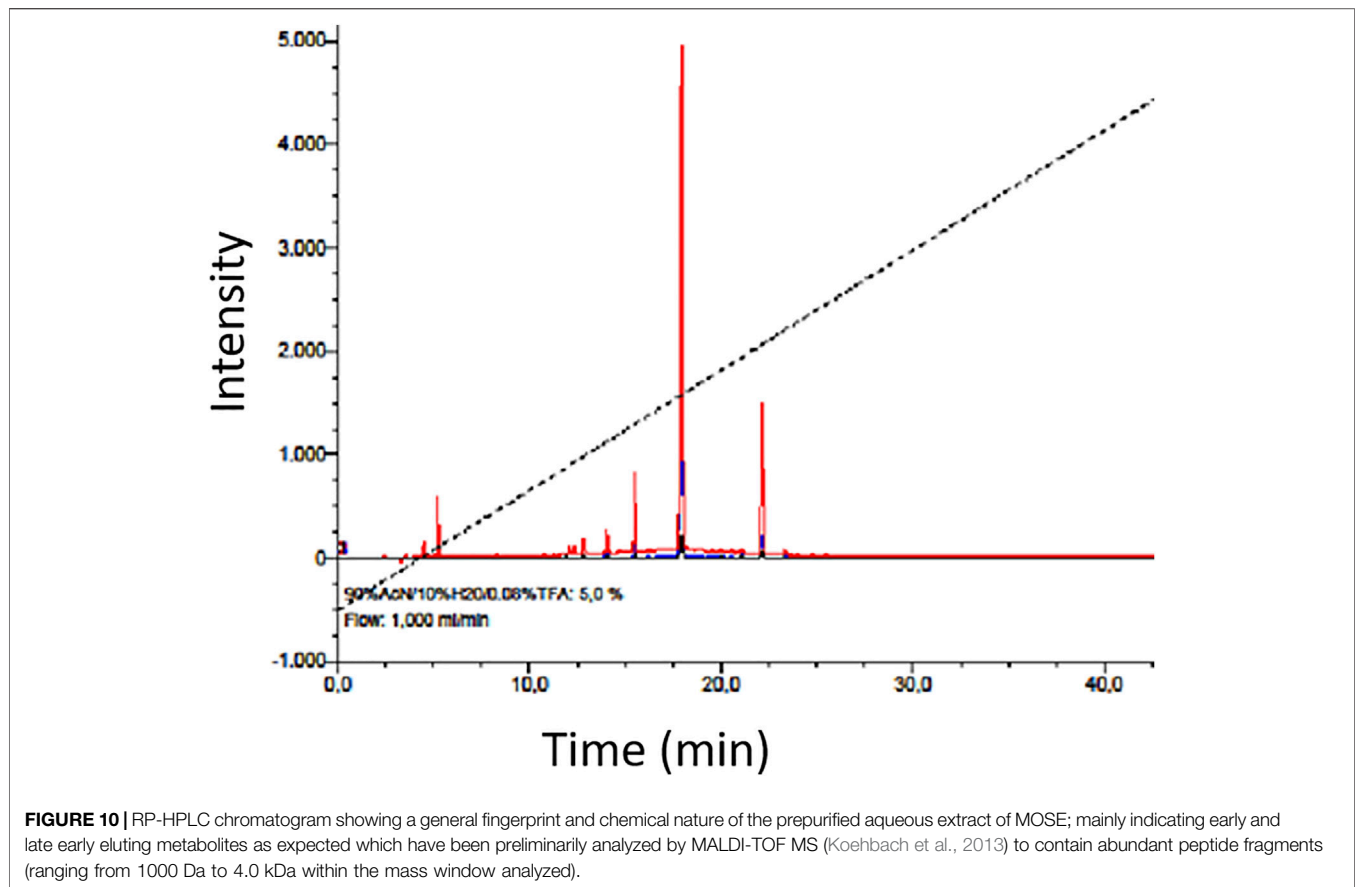 5.000
4.000
3.000
2.000
1.000
0
-1.000
Intensity
90%AcN/10%H20/0.08%TFA: 5,0 %
Flow: 1,000 ml/min
0,0 10,0 20,0 30,0 40,0
Time (min)
FIGURE 10 | RP-HPLC chromatogram showing a general fingerprint and chemical nature of the prepurified aqueous extract of MOSE; mainly indicating early and
late early eluting metabolites as expected which have been preliminarily analyzed by MALDI-TOF MS (Koehbach et al., 2013) to contain abundant peptide fragments
(ranging from 1000 Da to 4.0 kDa within the mass window analyzed).